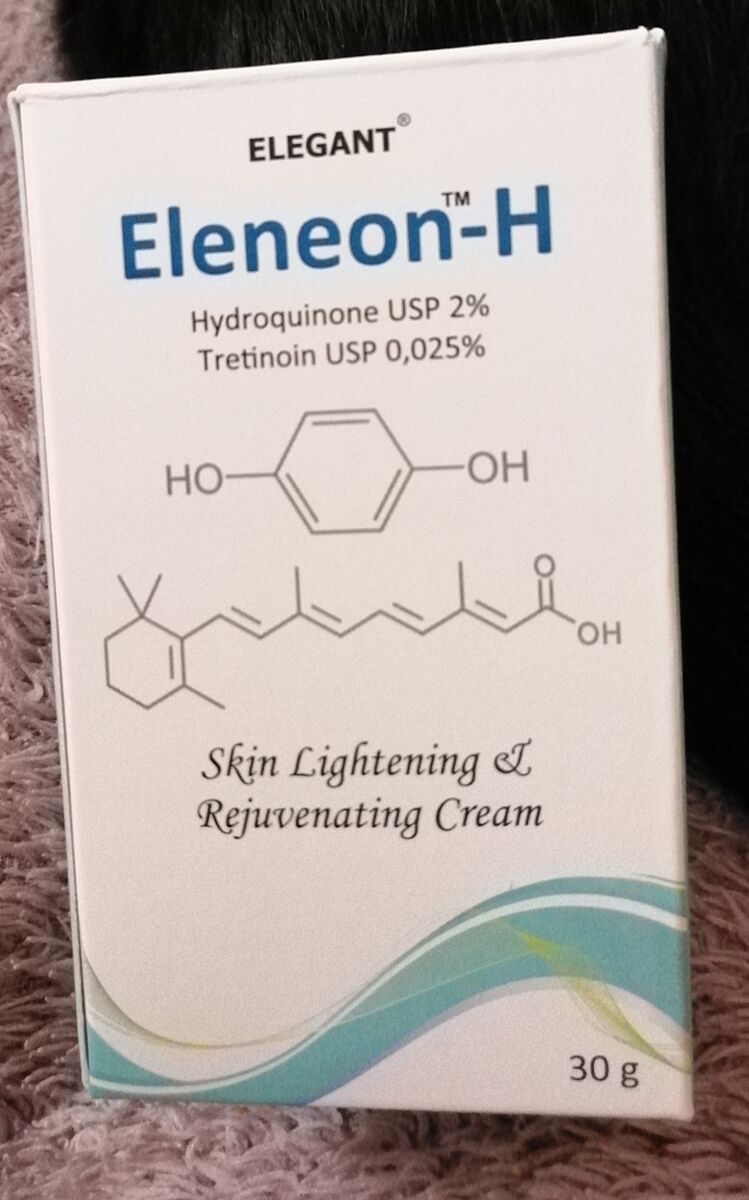 ELEGANT®
Eleneon™-H
Hydroquinone USP 2%
Tretinoin USP 0,025%
HO OH
O
OH
Skin Lightening &
Rejuvenating Cream
30 g